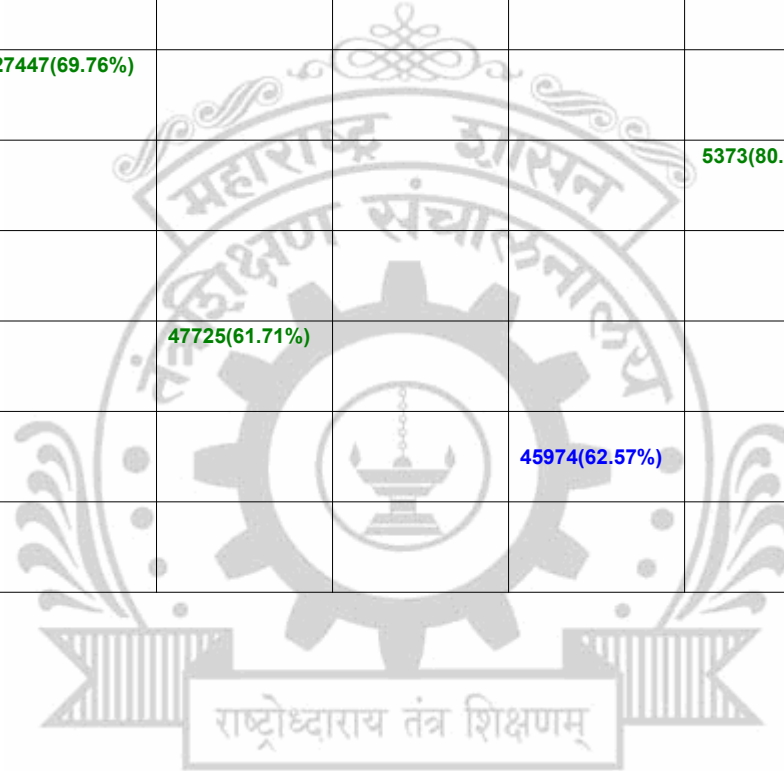 27447(69.76%)
महाराष्ट्र शासन
5373(80.
तंत्रशिक्षण संचालनालय
47725(61.71%)
45974(62.57%)
राष्ट्रोध्दाराय तंत्र शिक्षणम्